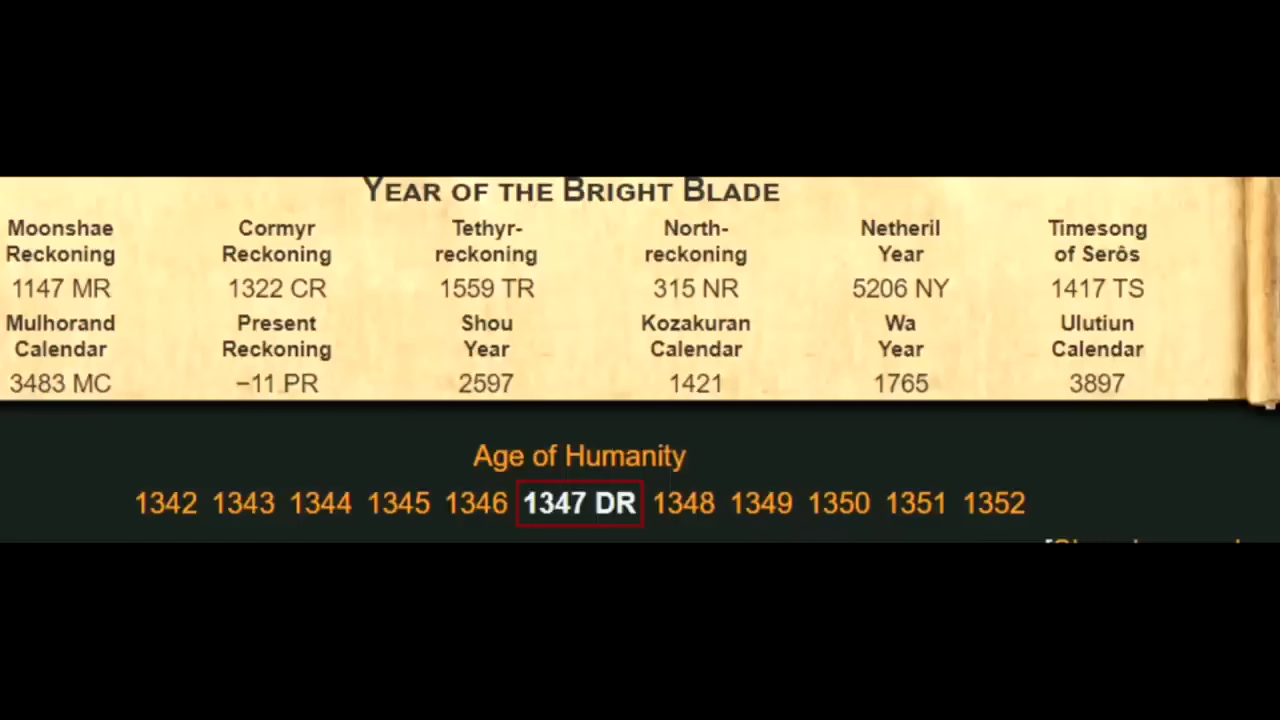 YEAR OF THE BRIGHT BLADE
Moonshae Cormyr Tethyr- North- Netheril Timesong
Reckoning Reckoning reckoning reckoning Year of Serôs
1147 MR 1322 CR 1559 TR 315 NR 5206 NY 1417 TS
Mulhorand Present Shou Kozakuran Wa Ulutiun
Calendar Reckoning Year Calendar Year Calendar
3483 MC −11 PR 2597 1421 1765 3897
Age of Humanity
1342 1343 1344 1345 1346 1347 DR 1348 1349 1350 1351 1352